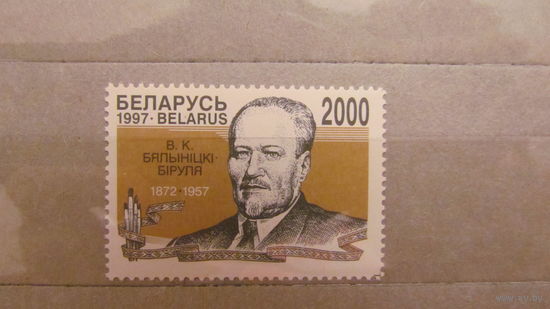 БЕЛАРУСЬ
1997·BELARUS
2000
В. К.
БЯЛЫНІЦКІ-
БІРУЛЯ
1872·1957